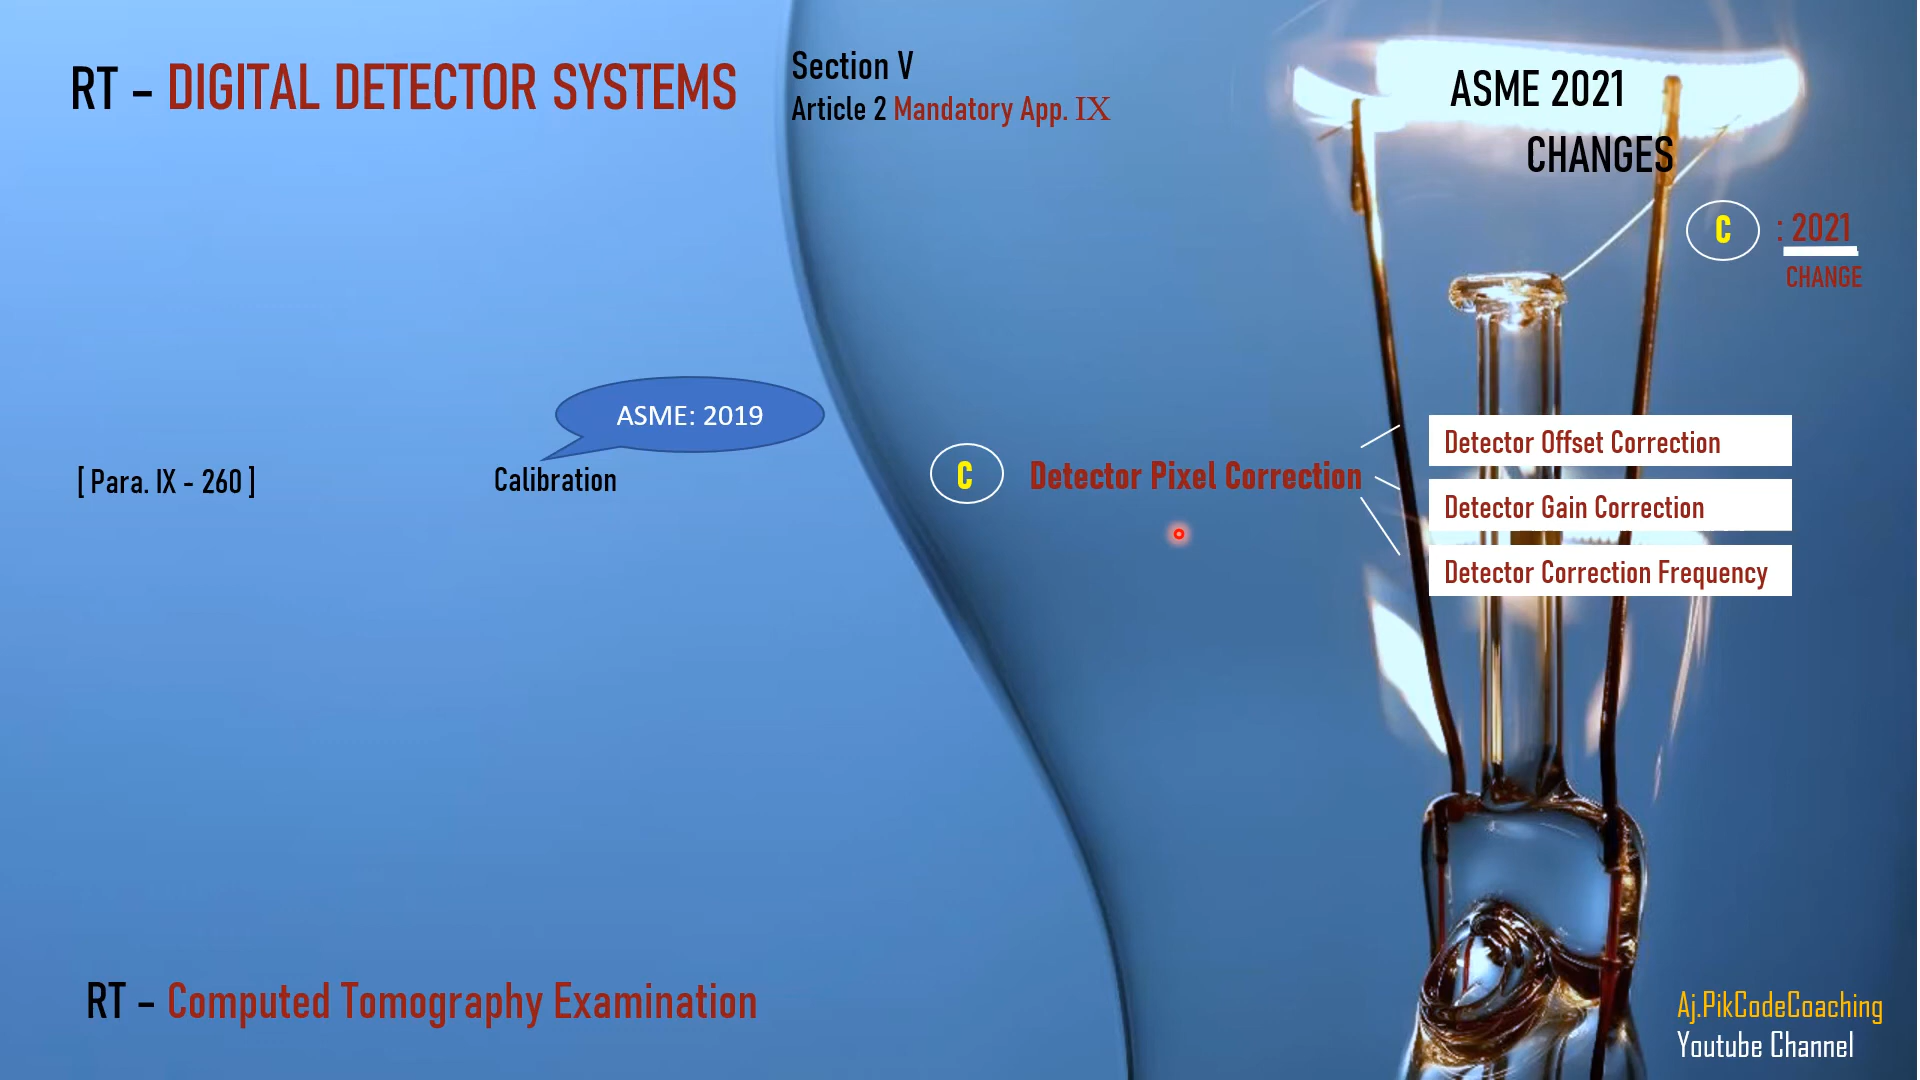 RT – DIGITAL DETECTOR SYSTEMS
Section V
Article 2 Mandatory App. IX
ASME 2021
CHANGES
C : 2021
CHANGE
ASME: 2019
[ Para. IX - 260 ]
Calibration
C Detector Pixel Correction
Detector Offset Correction
Detector Gain Correction
Detector Correction Frequency
RT – Computed Tomography Examination
Aj.PikCodeCoaching
Youtube Channel